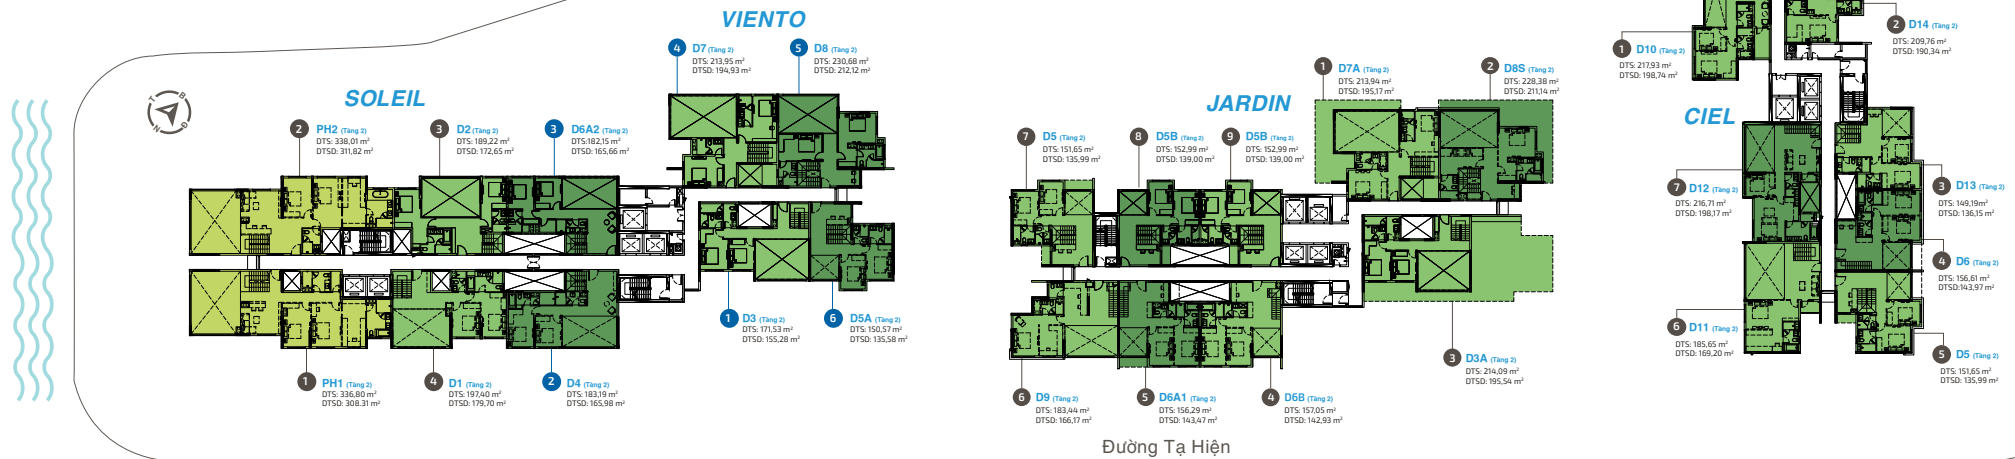 VIENTO
4 D7 (Tầng 2)
DTS: 213,95 m²
DTSD: 194,93 m²
5 D8 (Tầng 2)
DTS: 230,68 m²
DTSD: 212,12 m²
SOLEIL
T B
N Đ
2 PH2 (Tầng 2)
DTS: 338,01 m²
DTSD: 311,82 m²
3 D2 (Tầng 2)
DTS: 189,22 m²
DTSD: 172,65 m²
3 D6A2 (Tầng 2)
DTS:182,15 m²
DTSD: 165,66 m²
1 D3 (Tầng 2)
DTS: 171,53 m²
DTSD: 155,28 m²
6 D5A (Tầng 2)
DTS: 150,57 m²
DTSD: 135,58 m²
1 PH1 (Tầng 2)
DTS: 336,80 m²
DTSD: 308.31 m²
4 D1 (Tầng 2)
DTS: 197,40 m²
DTSD: 179,70 m²
2 D4 (Tầng 2)
DTS: 183,19 m²
DTSD: 165,98 m²
JARDIN
1 D7A (Tầng 2)
DTS: 213,94 m²
DTSD: 195,17 m²
2 D8S (Tầng 2)
DTS: 228,38 m²
DTSD: 211,14 m²
7 D5 (Tầng 2)
DTS: 151,65 m²
DTSD: 135,99 m²
8 D5B (Tầng 2)
DTS: 152,99 m²
DTSD: 139,00 m²
9 D5B (Tầng 2)
DTS: 152,99 m²
DTSD: 139,00 m²
3 D3A (Tầng 2)
DTS: 214,09 m²
DTSD: 195,54 m²
6 D9 (Tầng 2)
DTS: 183,44 m²
DTSD: 166,17 m²
5 D6A1 (Tầng 2)
DTS: 156,29 m²
DTSD: 143,47 m²
4 D6B (Tầng 2)
DTS: 157,05 m²
DTSD: 142,93 m²
Đường Tạ Hiện
CIEL
1 D10 (Tầng 2)
DTS: 217,93 m²
DTSD: 198,74 m²
2 D14 (Tầng 2)
DTS: 209,76 m²
DTSD: 190,34 m²
7 D12 (Tầng 2)
DTS: 216,71 m²
DTSD: 198,17 m²
3 D13 (Tầng 2)
DTS: 149,19m²
DTSD: 136,15 m²
4 D6 (Tầng 2)
DTS: 156,61 m²
DTSD:143,97 m²
6 D11 (Tầng 2)
DTS: 185,65 m²
DTSD: 169,20 m²
5 D5 (Tầng 2)
DTS: 151,65 m²
DTSD: 135,99 m²